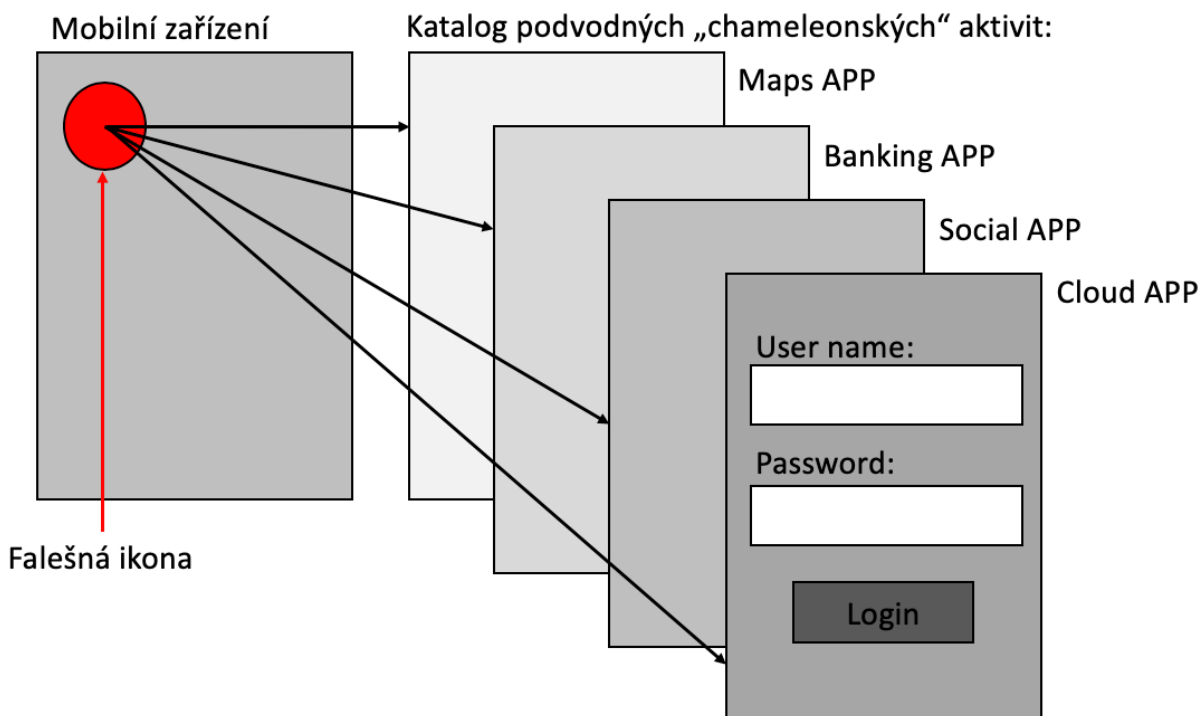 Mobilní zařízení
Katalog podvodných „chameleonských“ aktivit:
Maps APP
Banking APP
Social APP
Cloud APP
User name:
Password:
Login
Falešná ikona